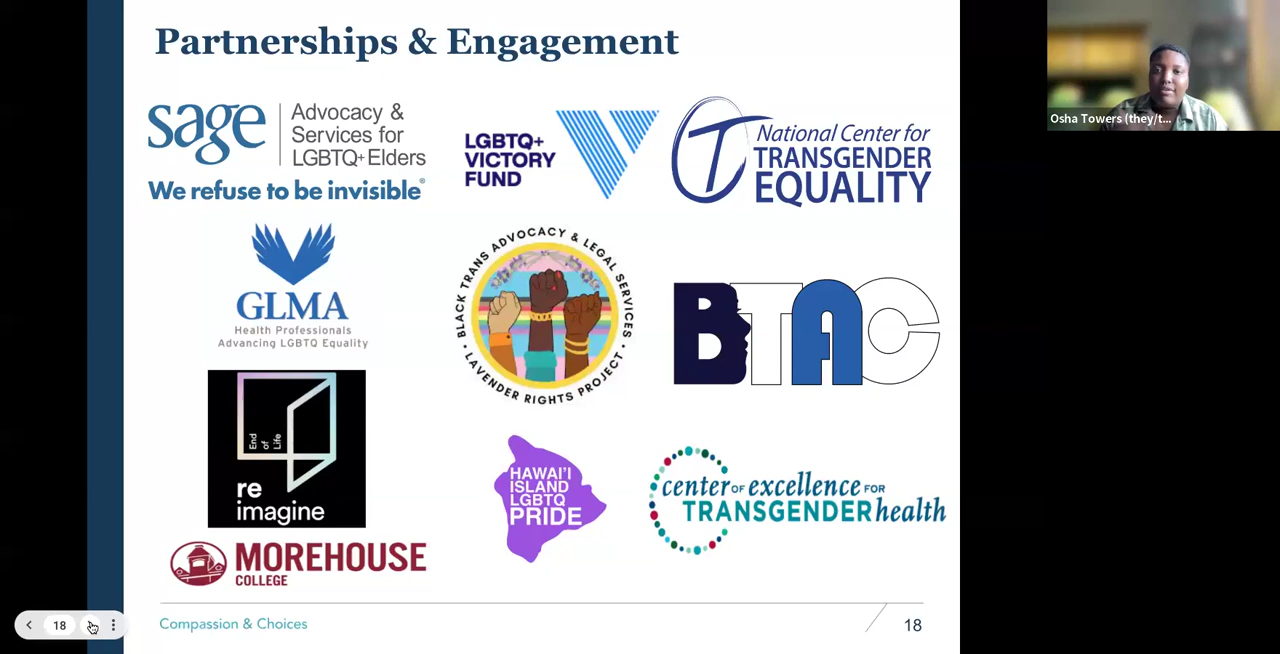 Partnerships & Engagement
Osha Towers (they/t...
sage
Advocacy &
Services for
LGBTQ+ Elders
We refuse to be invisible®
LGBTQ+
VICTORY
FUND
National Center for
TRANSGENDER
EQUALITY
GLMA
Health Professionals
Advancing LGBTQ Equality
BLACK TRANS ADVOCACY & LEGAL SERVICES
• LAVENDER RIGHTS PROJECT •
BTAC
End
of
Life
re
imagine
HAWAI'I
ISLAND
LGBTQ
PRIDE
center OF excellence FOR
TRANSGENDER health
MOREHOUSE
COLLEGE
18
Compassion & Choices
18